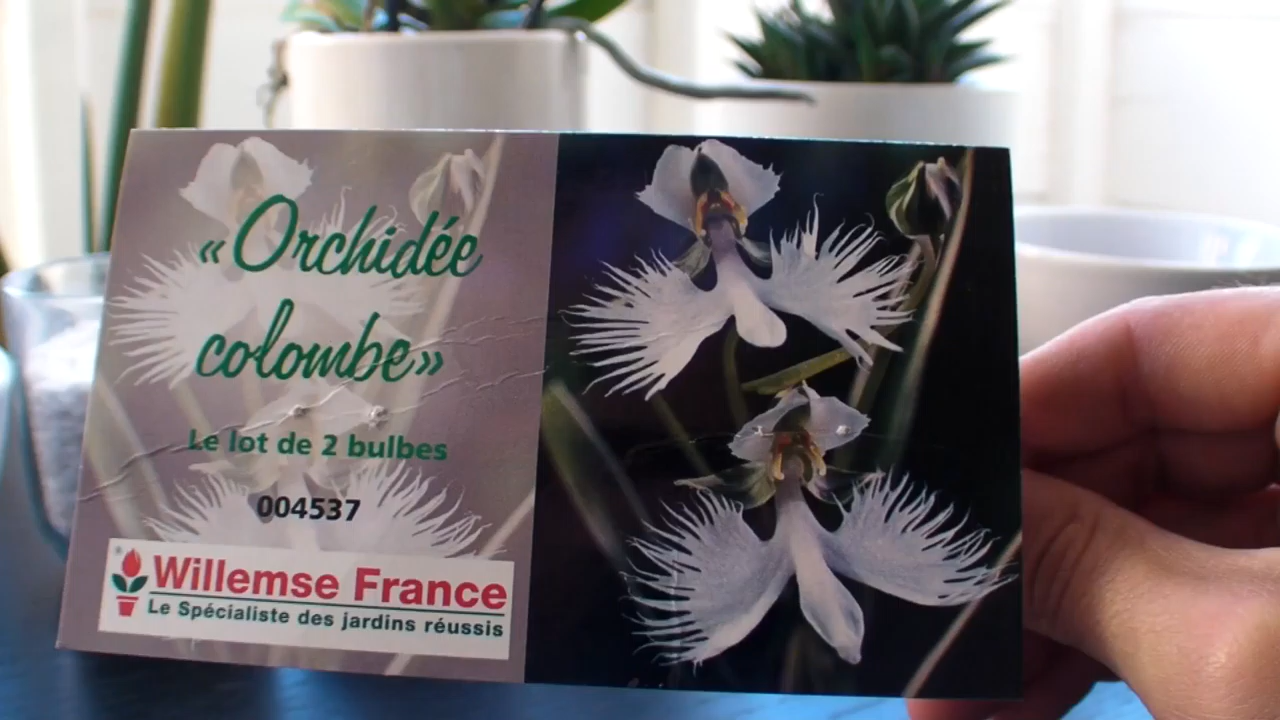 «Orchidée
colombe»
Le lot de 2 bulbes
004537
® Willemse France
Le Spécialiste des jardins réussis